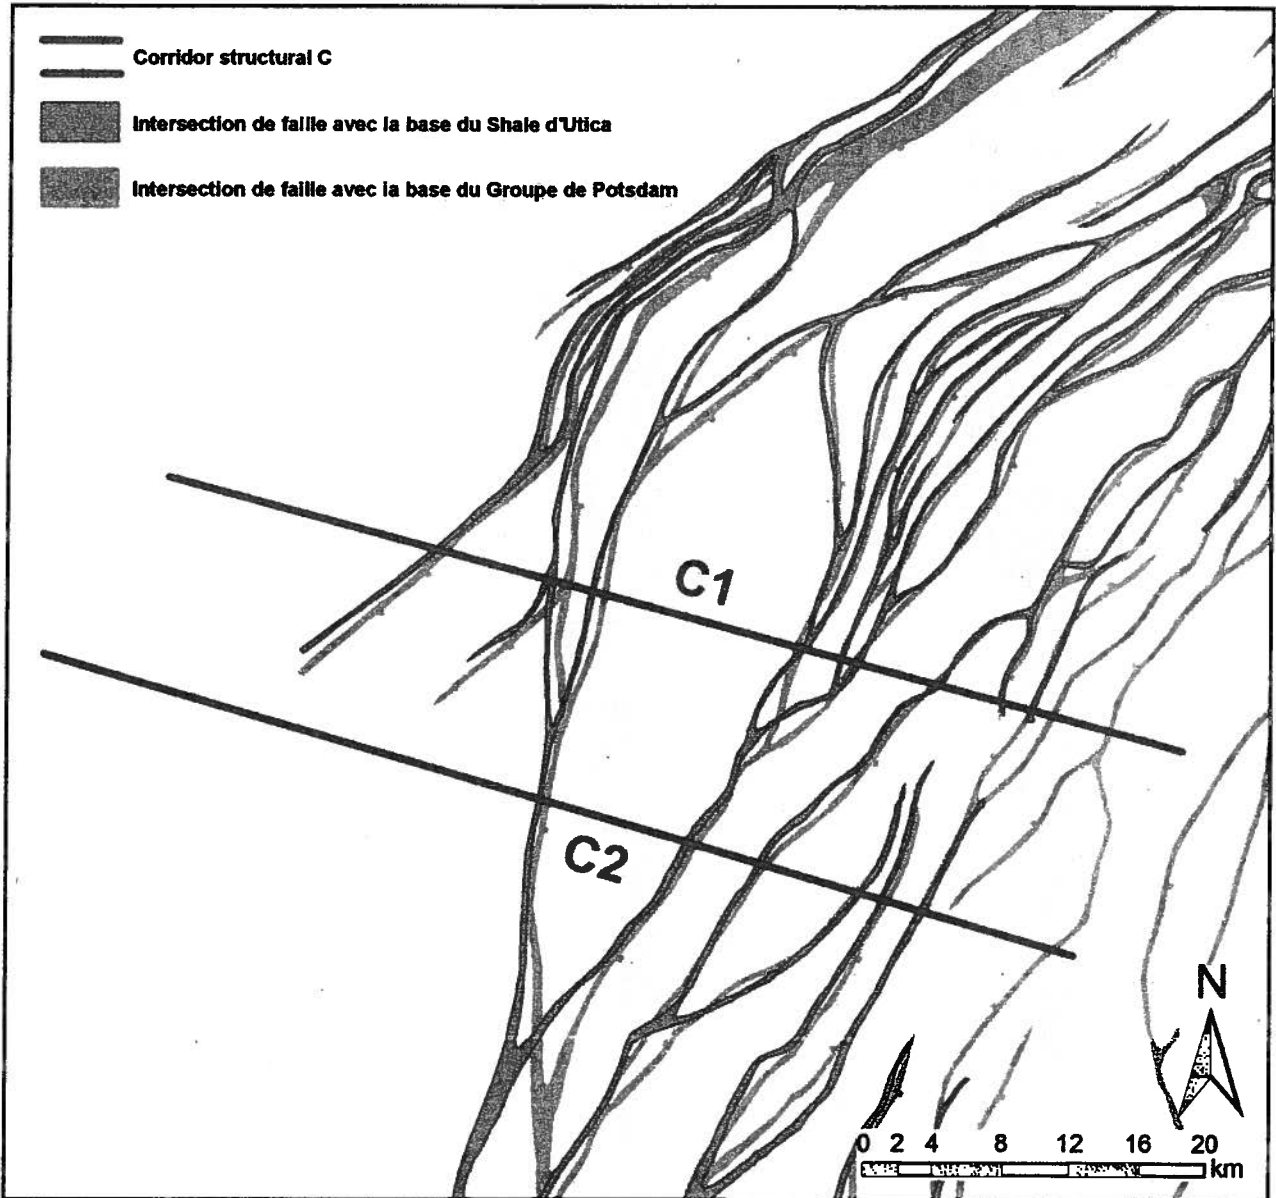 Corridor structural C
Intersection de faille avec la base du Shale d'Utica
Intersection de faille avec la base du Groupe de Potsdam
C1
C2
N
0 2 4 8 12 16 20
km